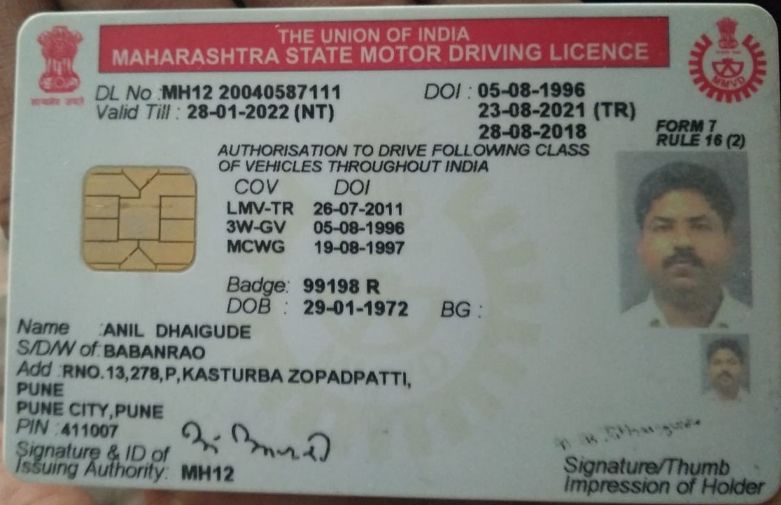 THE UNION OF INDIA
MAHARASHTRA STATE MOTOR DRIVING LICENCE
DL No :MH12 20040587111 DOI : 05-08-1996
Valid Till : 28-01-2022 (NT) 23-08-2021 (TR)
28-08-2018
FORM 7
RULE 16 (2)
AUTHORISATION TO DRIVE FOLLOWING CLASS
OF VEHICLES THROUGHOUT INDIA
COV DOI
LMV-TR 26-07-2011
3W-GV 05-08-1996
MCWG 19-08-1997
Badge: 99198 R
DOB : 29-01-1972 BG :
Name :ANIL DHAIGUDE
S/D/W of :BABANRAO
Add :RNO.13,278,P,KASTURBA ZOPADPATTI,
PUNE
PUNE CITY,PUNE
PIN :411007
Signature & ID of
Issuing Authority: MH12
Signature/Thumb
Impression of Holder
सत्यमेव जयते
MMVD